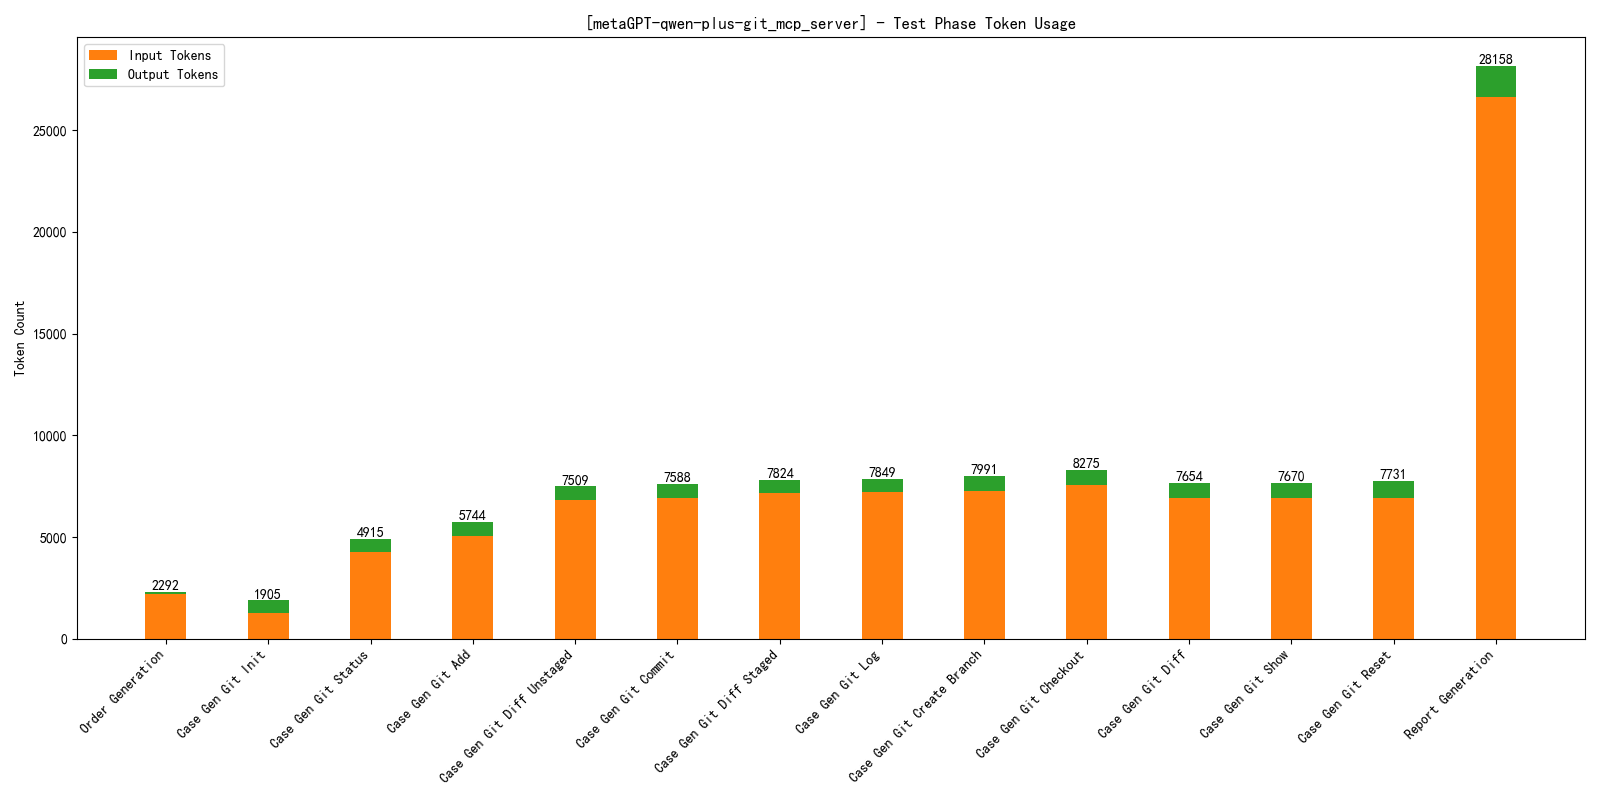 [metaGPT-qwen-plus-git_mcp_server] - Test Phase Token Usage
Input Tokens
Output Tokens
Token Count
25000
20000
15000
10000
5000
0
2292
1905
4915
5744
7509
7588
7824
7849
7991
8275
7654
7670
7731
28158
Order Generation
Case Gen Git Init
Case Gen Git Status
Case Gen Git Add
Case Gen Git Diff Unstaged
Case Gen Git Commit
Case Gen Git Diff Staged
Case Gen Git Log
Case Gen Git Create Branch
Case Gen Git Checkout
Case Gen Git Diff
Case Gen Git Show
Case Gen Git Reset
Report Generation